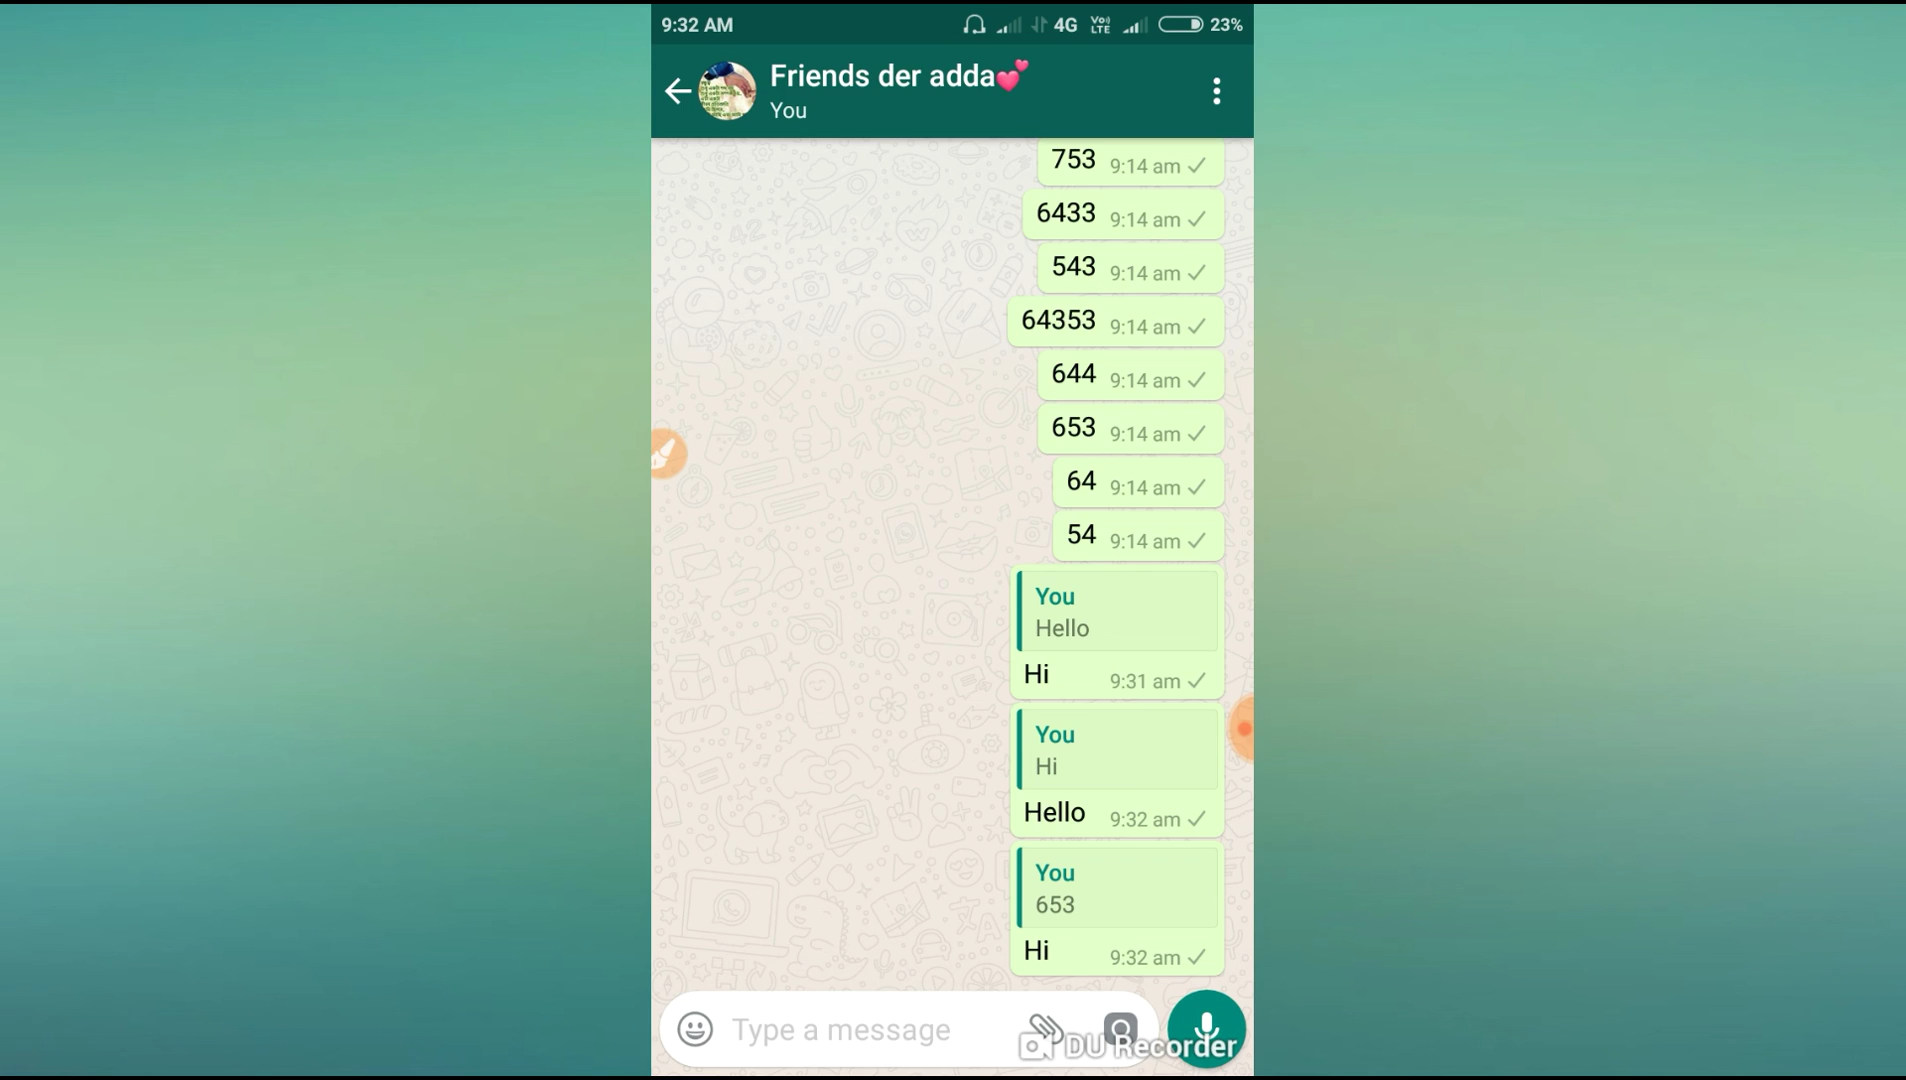 9:32 AM
4G
Vo)) LTE
23%
Friends der adda💕
You
753 9:14 am
6433 9:14 am
543 9:14 am
64353 9:14 am
644 9:14 am
653 9:14 am
64 9:14 am
54 9:14 am
You
Hello
Hi 9:31 am
You
Hi
Hello 9:32 am
You
653
Hi 9:32 am
Type a message
DU Recorder